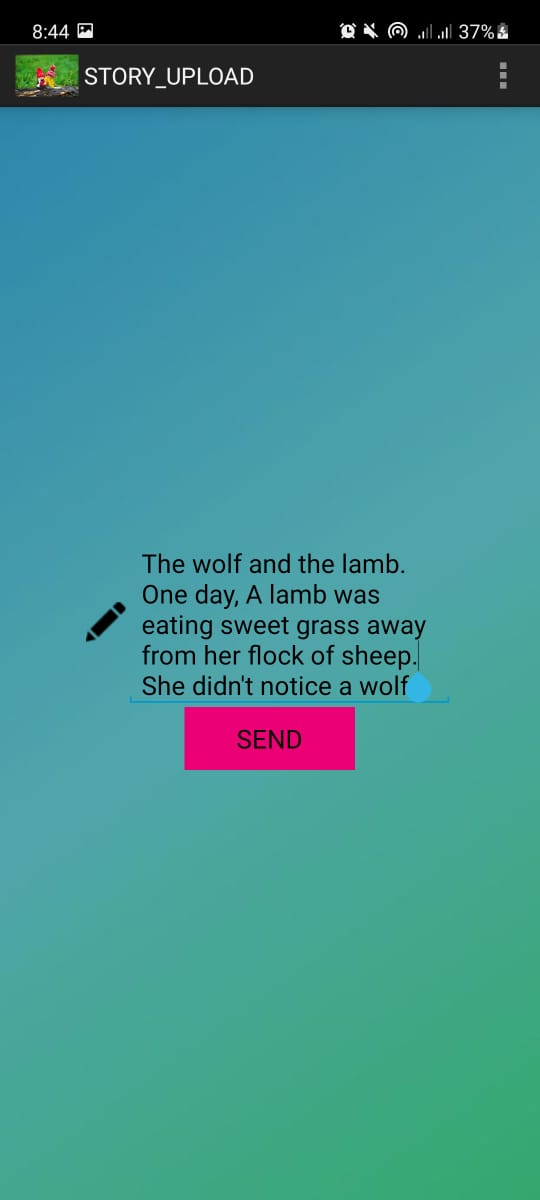 8:44
37%
STORY_UPLOAD
The wolf and the lamb.
One day, A lamb was
eating sweet grass away
from her flock of sheep.
She didn't notice a wolf
SEND